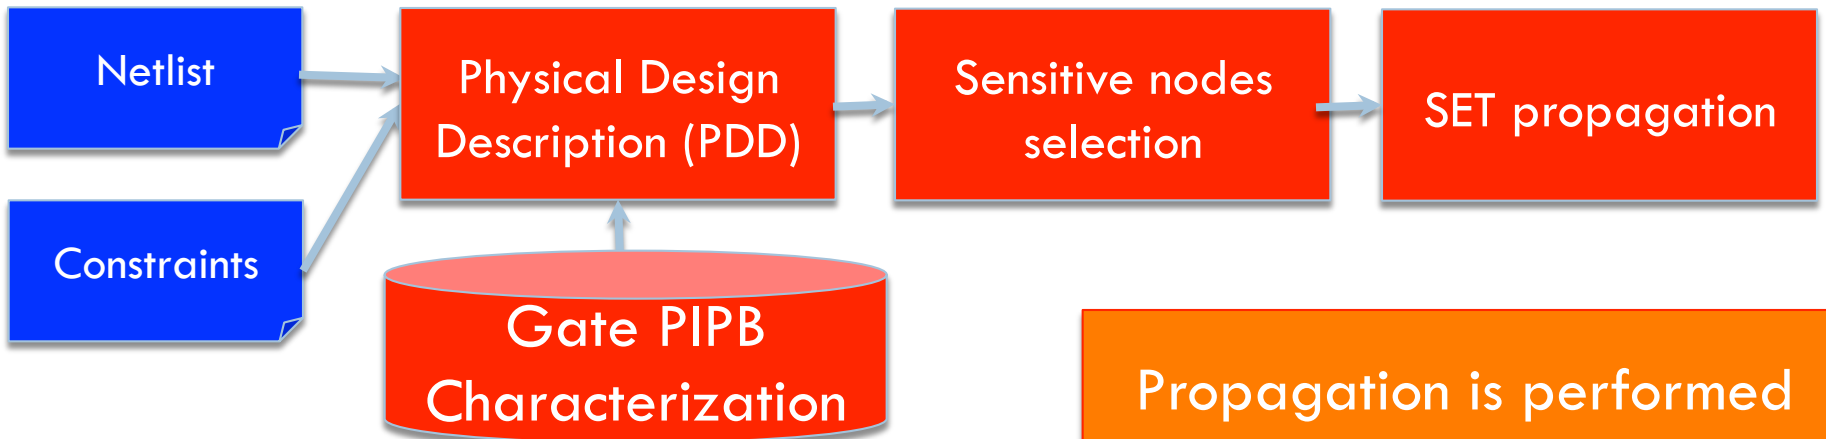 Netlist
Physical Design
Description (PDD)
Sensitive nodes
selection
SET propagation
Constraints
Gate PIPB
Characterization
Propagation is performed